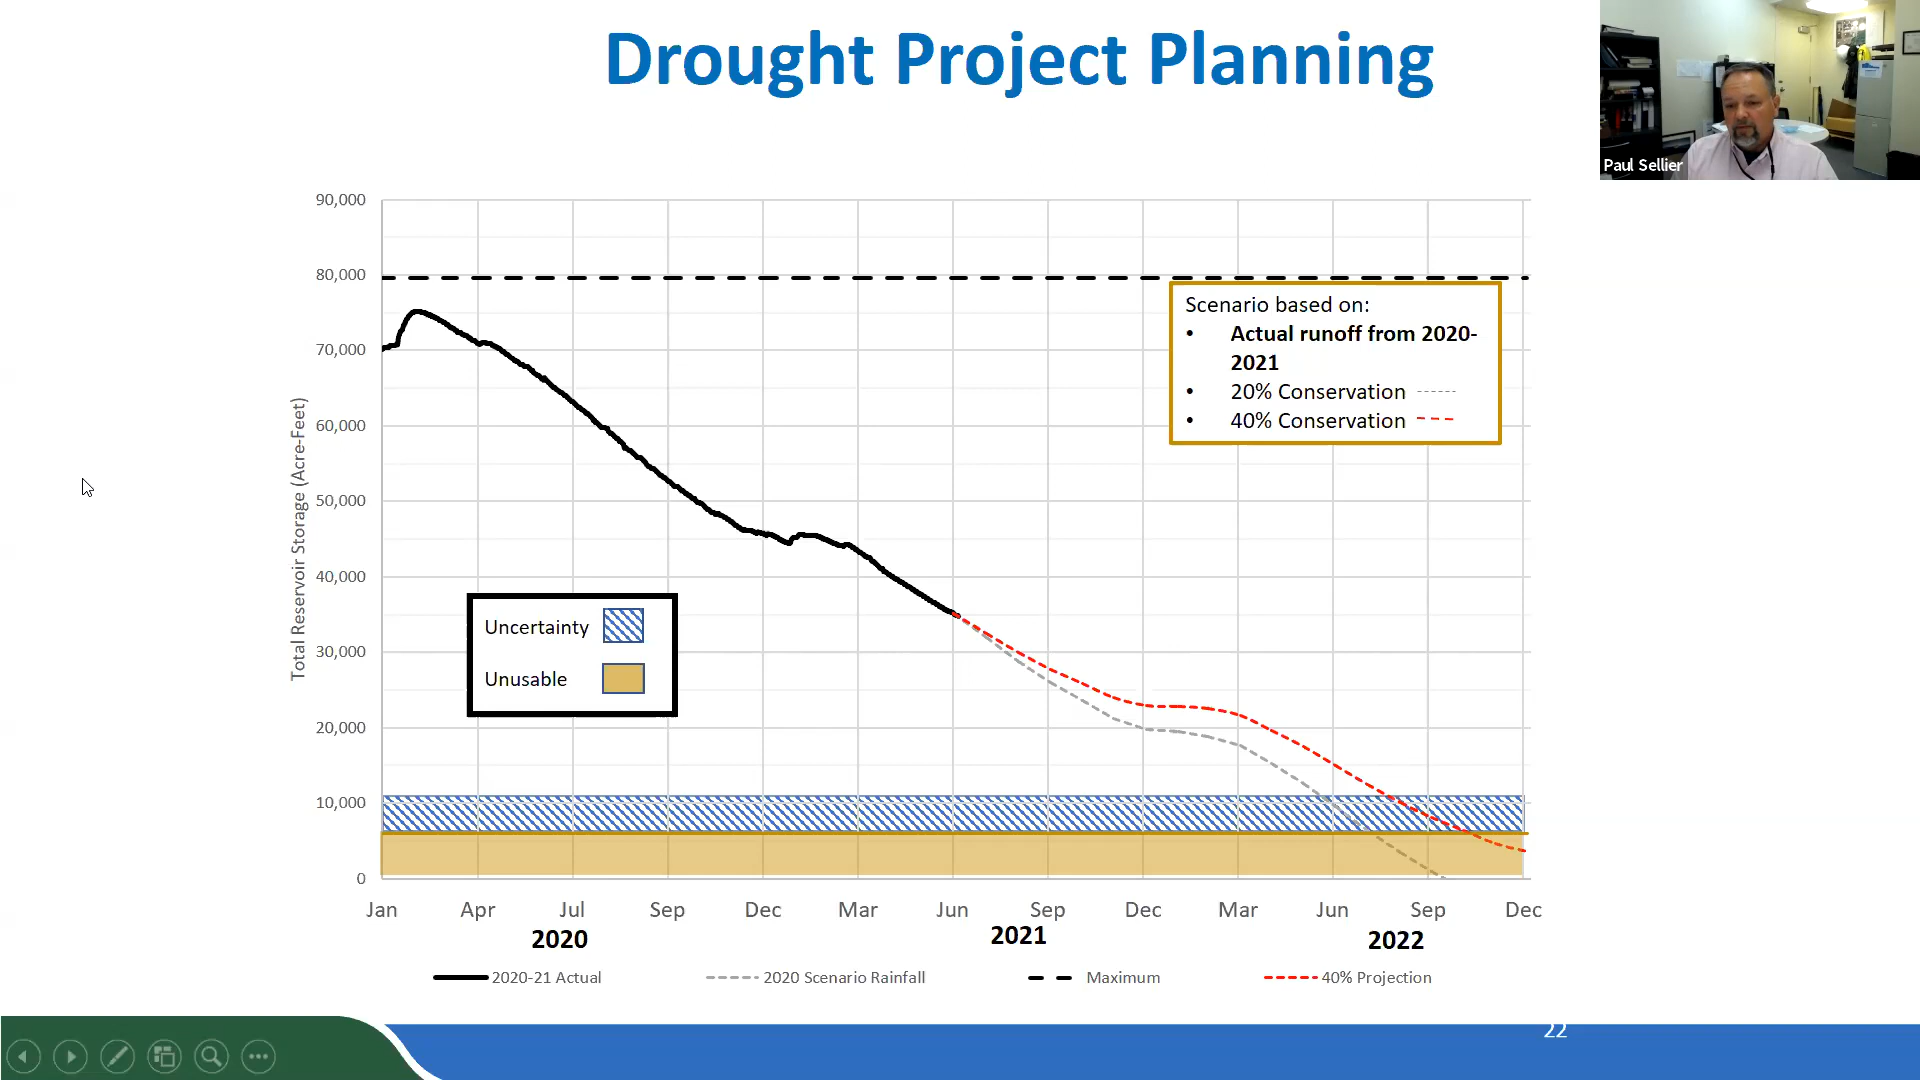 Drought Project Planning
Paul Sellier
90,000
80,000
70,000
60,000
50,000
40,000
30,000
20,000
10,000
0
Total Reservoir Storage (Acre-Feet)
Scenario based on:
• Actual runoff from 2020-
2021
• 20% Conservation
• 40% Conservation
Uncertainty
Unusable
Jan Apr Jul Sep Dec Mar Jun Sep Dec Mar Jun Sep Dec
2020 2021 2022
2020-21 Actual 2020 Scenario Rainfall Maximum 40% Projection
22